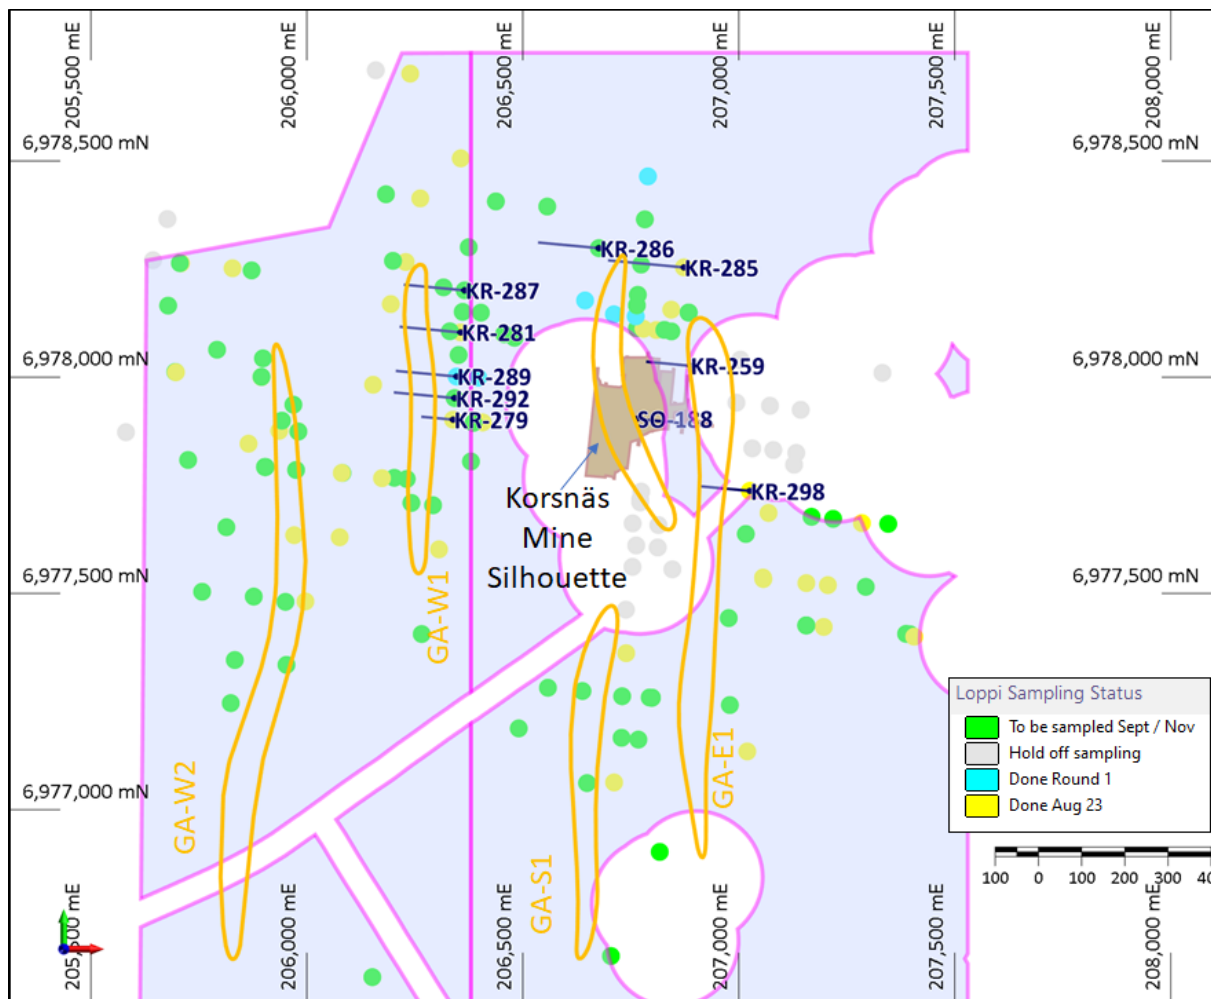 205,500 mE
206,000 mE
206,500 mE
207,000 mE
207,500 mE
208,000 mE
6,978,500 mN
6,978,500 mN
KR-286
KR-285
KR-287
KR-281
6,978,000 mN
6,978,000 mN
KR-259
KR-289
KR-292
KR-279
SO-188
KR-298
Korsnäs
Mine
Silhouette
6,977,500 mN
6,977,500 mN
GA-W1
Loppi Sampling Status
To be sampled Sept / Nov
Hold off sampling
Done Round 1
Done Aug 23
GA-E1
GA-W2
6,977,000 mN
GA-S1
100 0 100 200 300 40
205,500 mE
206,000 mE
206,500 mE
207,000 mE
207,500 mE
208,000 mE